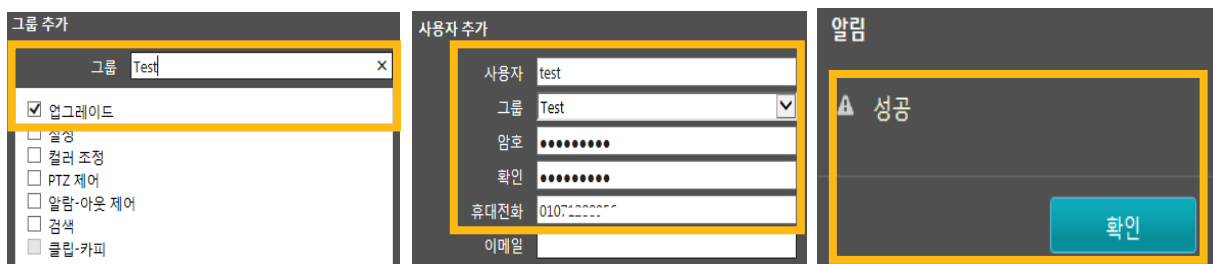 그룹 추가
그룹 Test ×
업그레이드
설정
컬러 조정
PTZ 제어
알람-아웃 제어
검색
클립-카피
사용자 추가
사용자 test
그룹 Test
암호 ●●●●●●●●●
확인 ●●●●●●●●●
휴대전화
이메일
알림
성공
확인